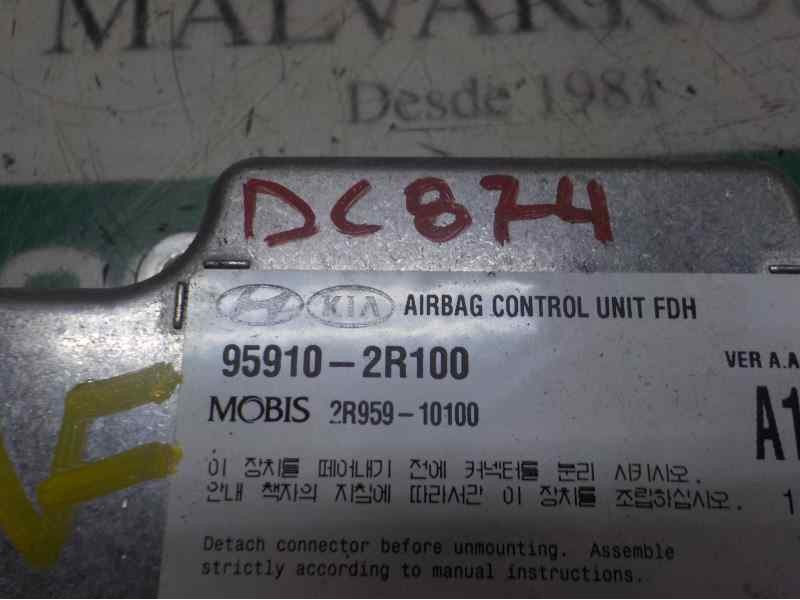 Desde 1981
DC874
KIA AIRBAG CONTROL UNIT FDH
95910-2R100
VER A.A
MOBIS 2R959-10100
A1
이 장치를 떼어내기 전에 커넥터를 분리 시키시오.
안내 책자의 지침에 따라서만 이 장치를 조립하십시오.
1
Detach connector before unmounting. Assemble
strictly according to manual instructions.